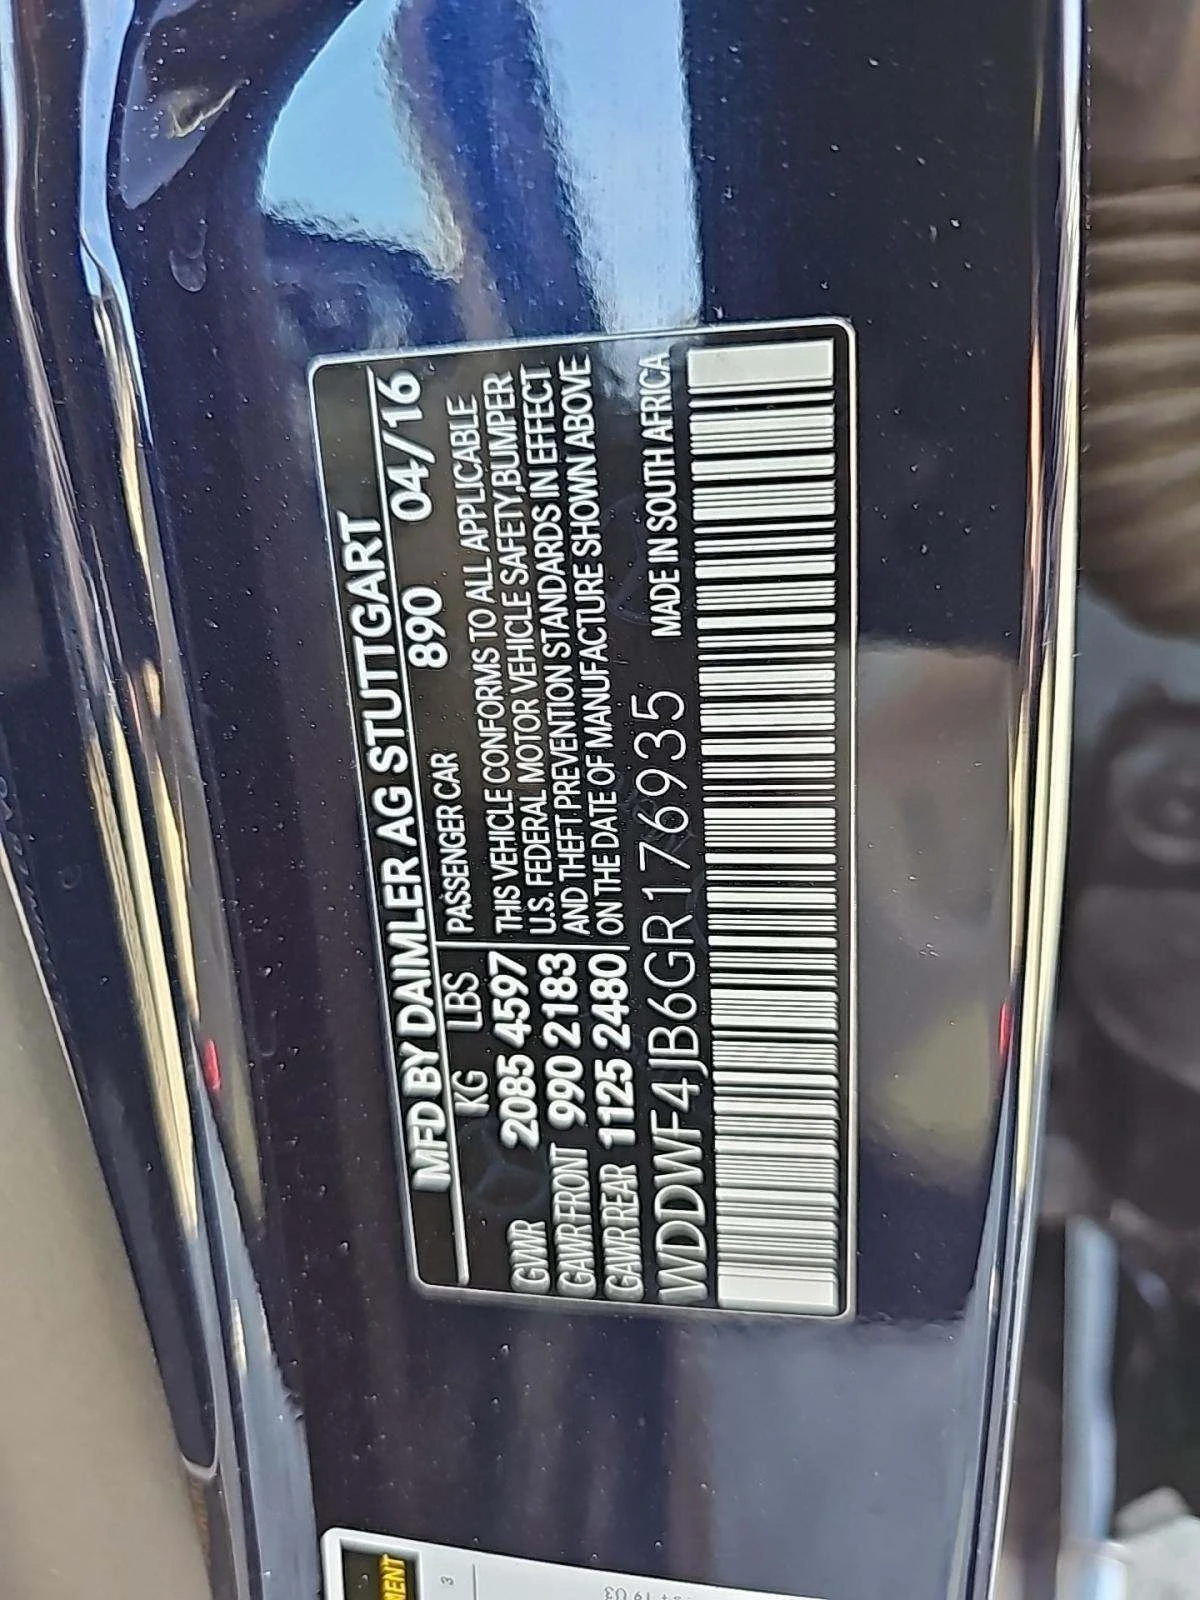 MFD BY DAIMLER AG STUTTGART
KG LBS PASSENGER CAR 890 04/16
GVWR 2085 4597 THIS VEHICLE CONFORMS TO ALL APPLICABLE
U.S. FEDERAL MOTOR VEHICLE SAFETY,BUMPER
GAWR FRONT 990 2183 AND THEFT PREVENTION STANDARDS IN EFFECT
GAWR REAR 1125 2480 ON THE DATE OF MANUFACTURE SHOWN ABOVE
WDDWF4JB6GR176935 MADE IN SOUTH AFRICA
MENT
3